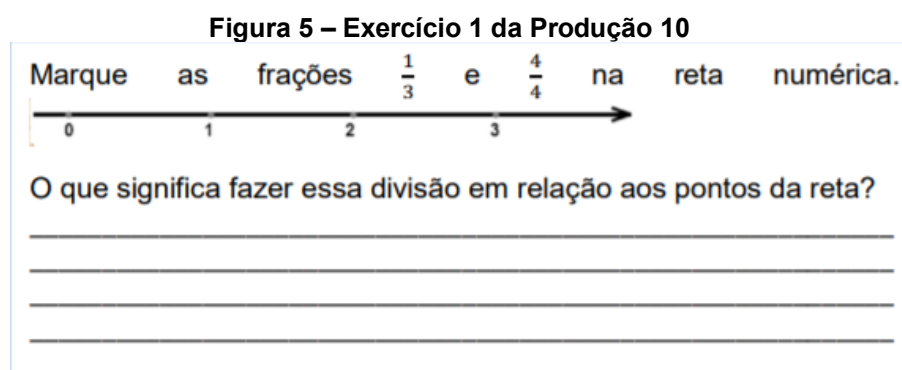 Figura 5 – Exercício 1 da Produção 10
Marque as frações 1/3 e 4/4 na reta numérica.
0 1 2 3
O que significa fazer essa divisão em relação aos pontos da reta?